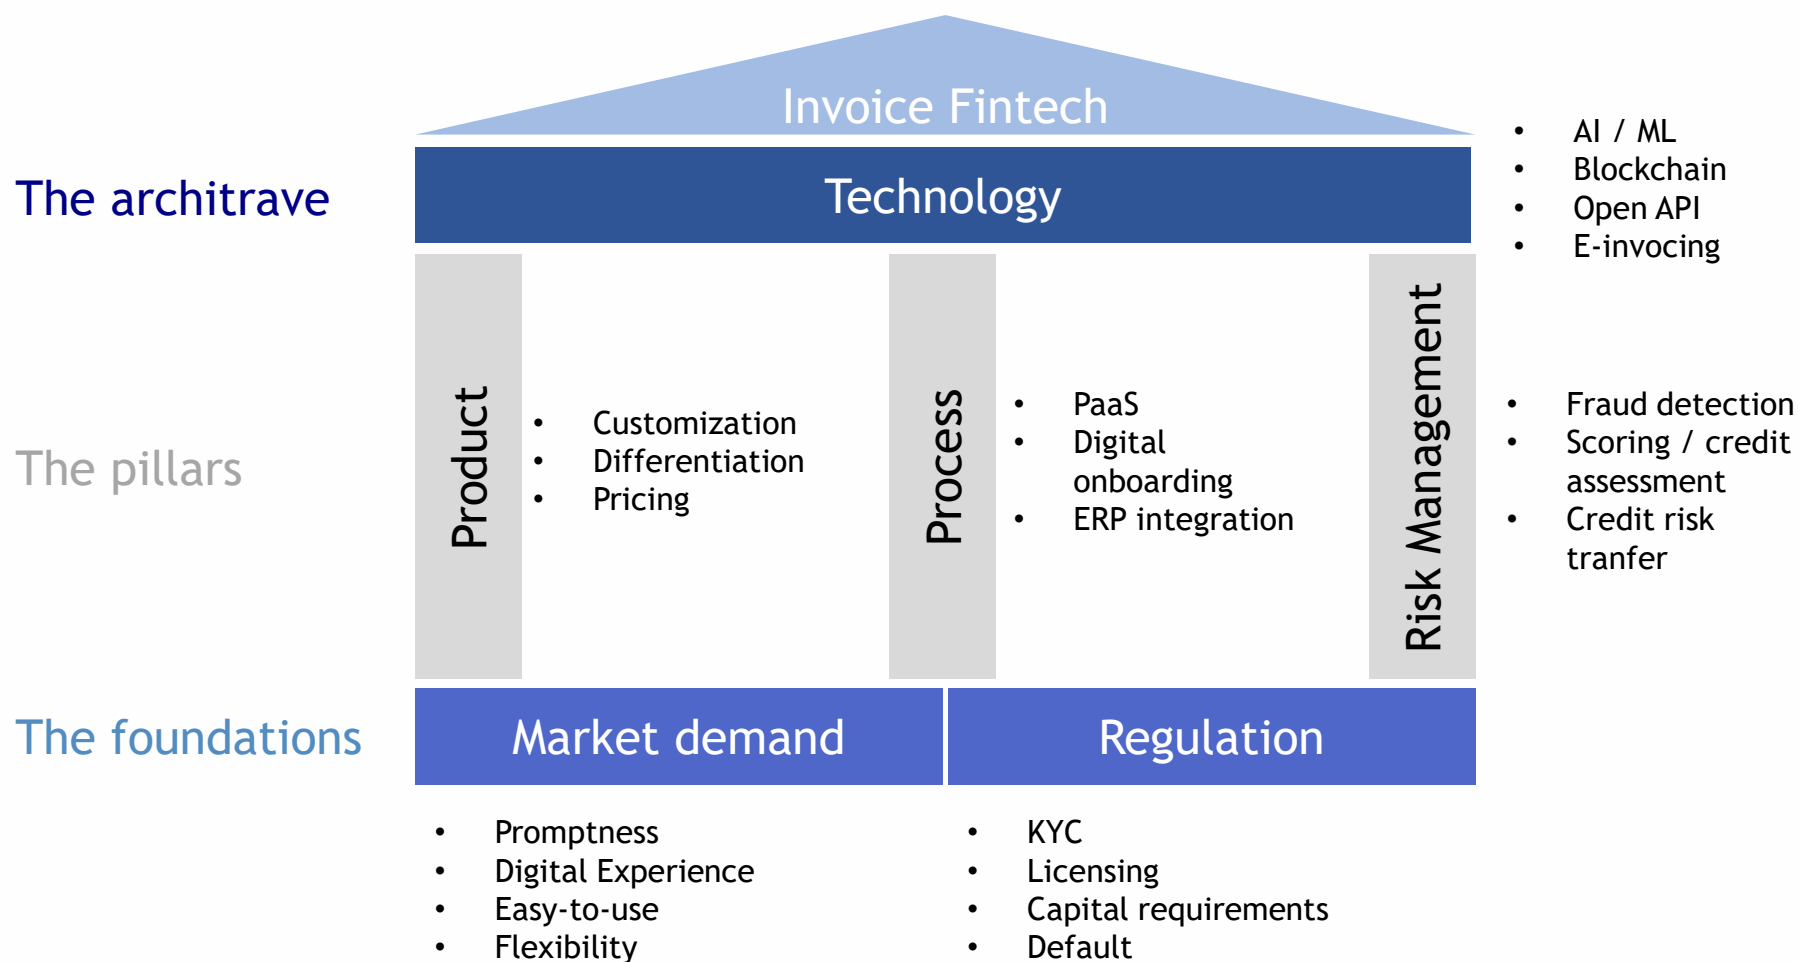 Invoice Fintech
The architrave
Technology
• AI / ML
• Blockchain
• Open API
• E-invocing
The pillars
Product
• Customization
• Differentiation
• Pricing
Process
• PaaS
• Digital
onboarding
• ERP integration
Risk Management
• Fraud detection
• Scoring / credit
assessment
• Credit risk
tranfer
The foundations
Market demand
Regulation
• Promptness
• Digital Experience
• Easy-to-use
• Flexibility
• KYC
• Licensing
• Capital requirements
• Default